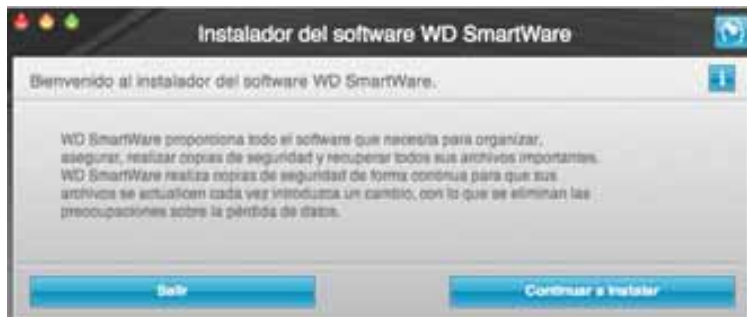 Instalador del software WD SmartWare
Bienvenido al instalador del software WD SmartWare.
WD SmartWare proporciona todo el software que necesita para organizar,
asegurar, realizar copias de seguridad y recuperar todos sus archivos importantes.
WD SmartWare realiza copias de seguridad de forma continua para que sus
archivos se actualicen cada vez introduzca un cambio, con lo que se eliminan las
preocupaciones sobre la pérdida de datos.
Salir
Continuar a Instalar